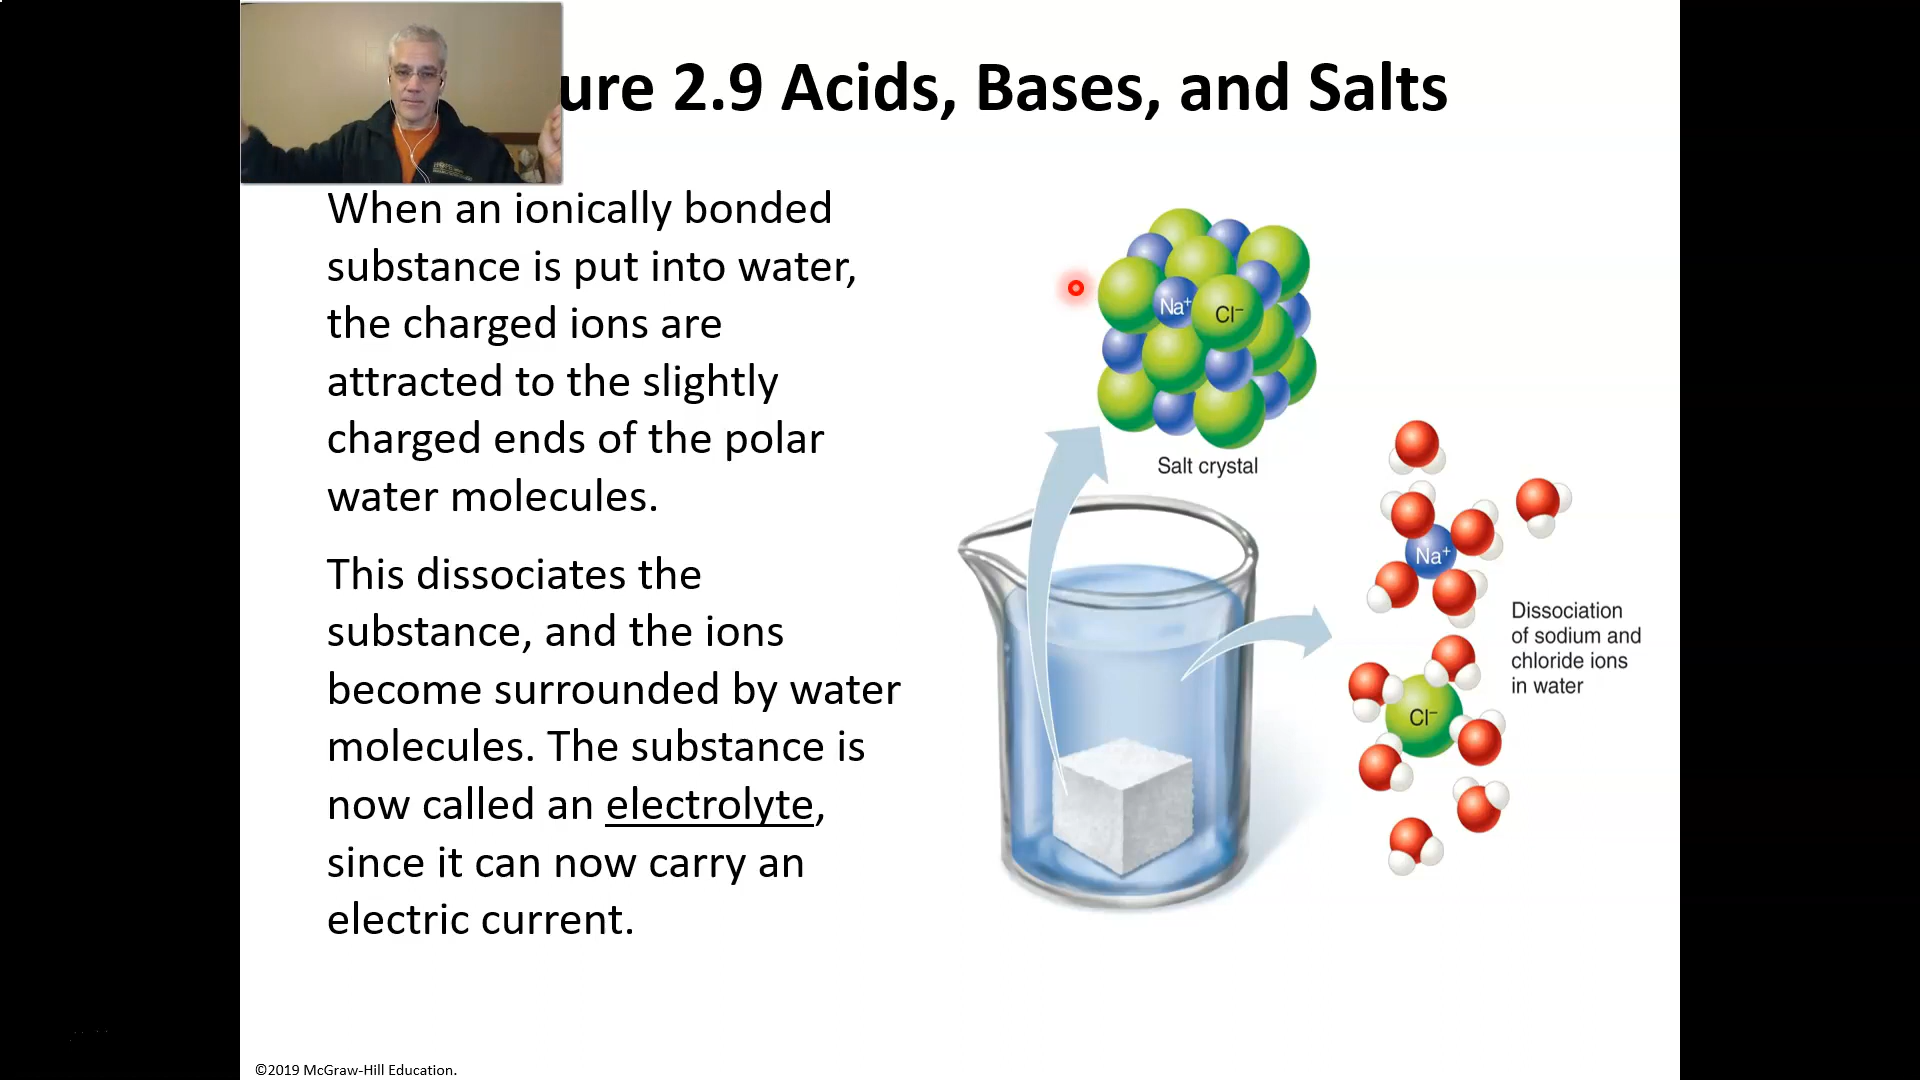 ure 2.9 Acids, Bases, and Salts
When an ionically bonded
substance is put into water,
the charged ions are
attracted to the slightly
charged ends of the polar
water molecules.
This dissociates the
substance, and the ions
become surrounded by water
molecules. The substance is
now called an electrolyte,
since it can now carry an
electric current.
Na⁺
Cl⁻
Salt crystal
Na⁺
Dissociation
of sodium and
chloride ions
in water
Cl⁻
©2019 McGraw-Hill Education.